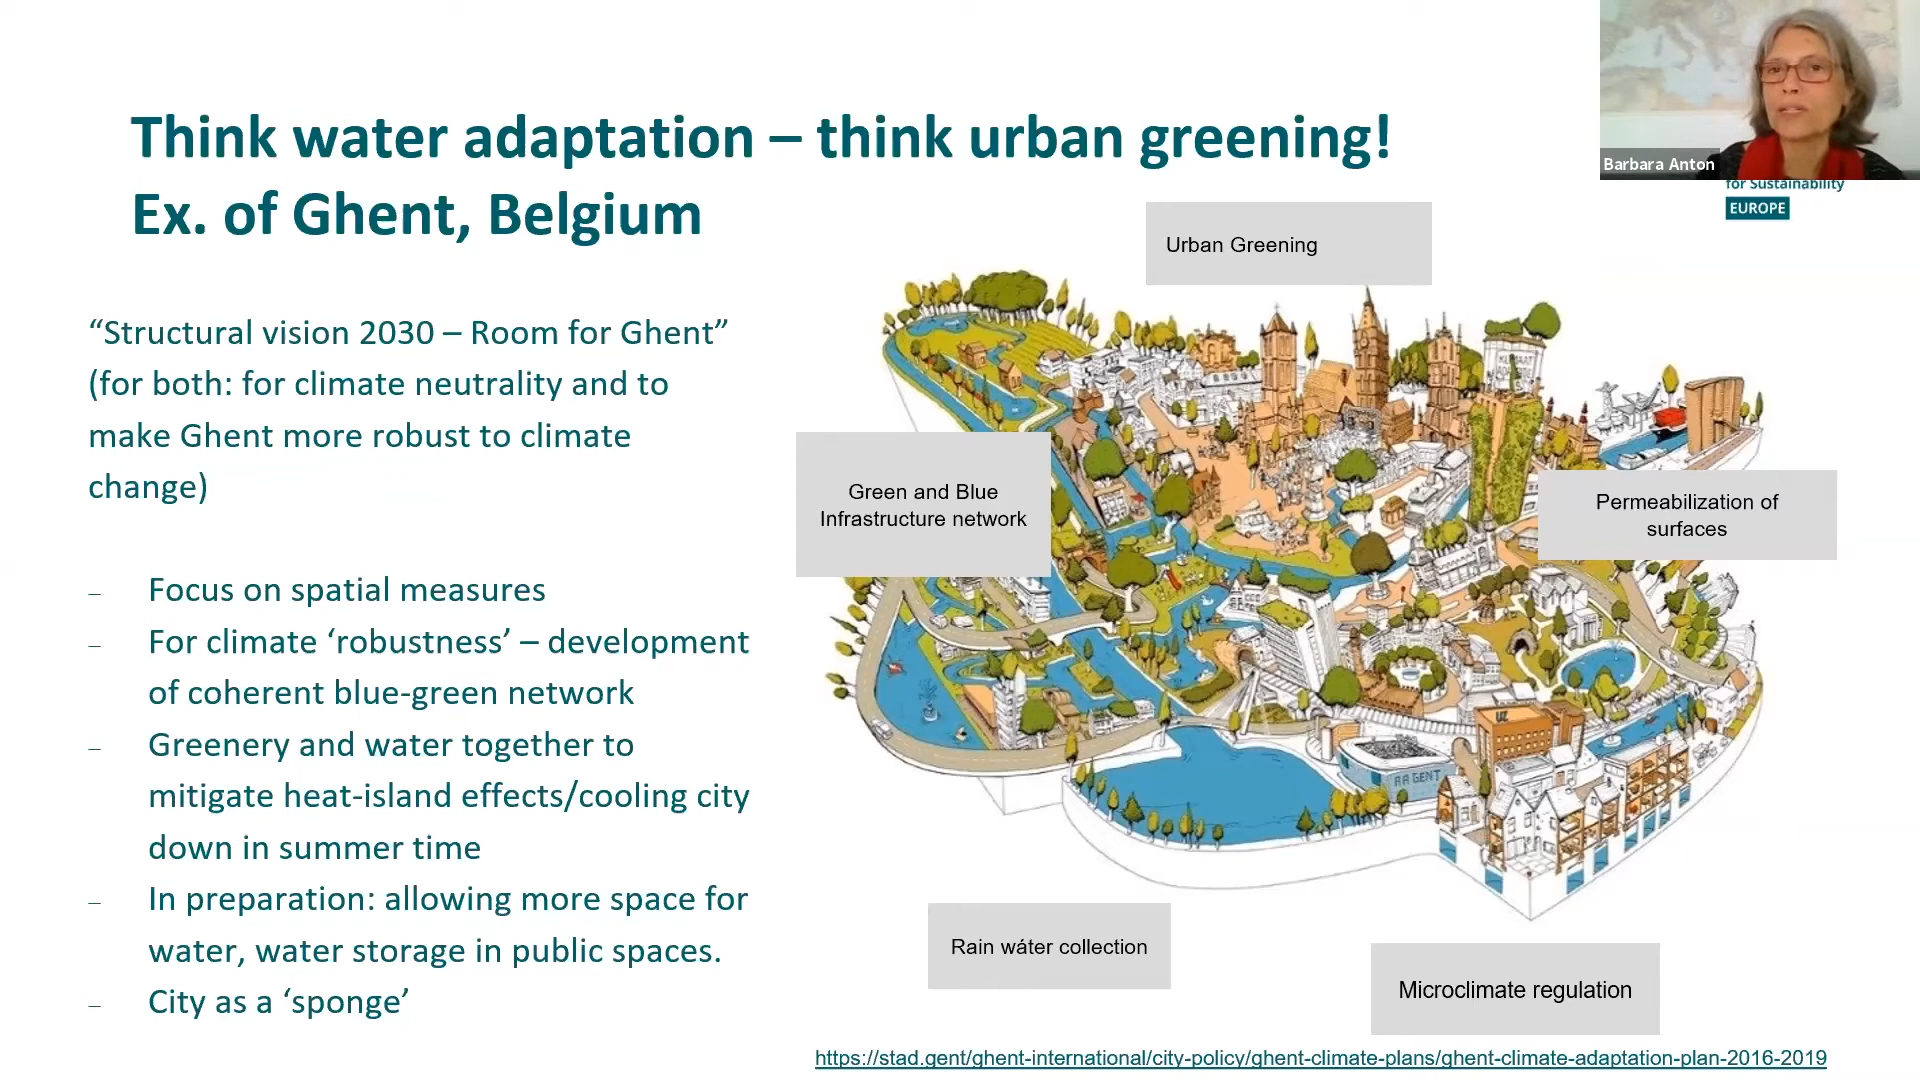 Think water adaptation – think urban greening!
Ex. of Ghent, Belgium
Barbara Anton
for Sustainability
EUROPE
“Structural vision 2030 – Room for Ghent”
(for both: for climate neutrality and to
make Ghent more robust to climate
change)
– Focus on spatial measures
– For climate ‘robustness’ – development
of coherent blue-green network
– Greenery and water together to
mitigate heat-island effects/cooling city
down in summer time
– In preparation: allowing more space for
water, water storage in public spaces.
– City as a ‘sponge’
Urban Greening
Green and Blue
Infrastructure network
Permeabilization of
surfaces
UZ
Rain wáter collection
Microclimate regulation
https://stad.gent/ghent-international/city-policy/ghent-climate-plans/ghent-climate-adaptation-plan-2016-2019